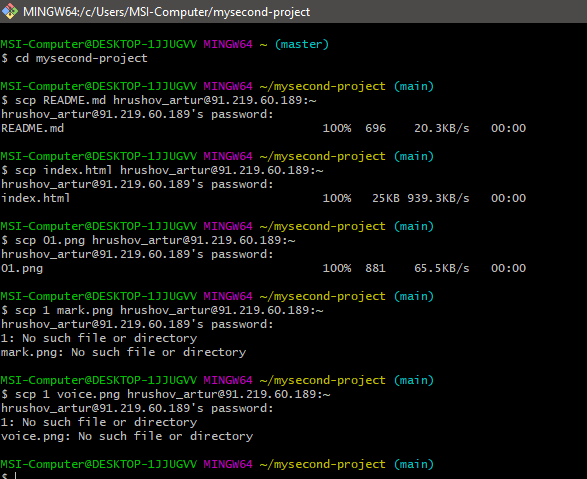 MINGW64:/c/Users/MSI-Computer/mysecond-project
MSI-Computer@DESKTOP-1JJUGVV MINGW64 ~ (master)
$ cd mysecond-project
MSI-Computer@DESKTOP-1JJUGVV MINGW64 ~/mysecond-project (main)
$ scp README.md hrushov_artur@91.219.60.189:~
hrushov_artur@91.219.60.189's password:
README.md 100% 696 20.3KB/s 00:00
MSI-Computer@DESKTOP-1JJUGVV MINGW64 ~/mysecond-project (main)
$ scp index.html hrushov_artur@91.219.60.189:~
hrushov_artur@91.219.60.189's password:
index.html 100% 25KB 939.3KB/s 00:00
MSI-Computer@DESKTOP-1JJUGVV MINGW64 ~/mysecond-project (main)
$ scp 01.png hrushov_artur@91.219.60.189:~
hrushov_artur@91.219.60.189's password:
01.png 100% 881 65.5KB/s 00:00
MSI-Computer@DESKTOP-1JJUGVV MINGW64 ~/mysecond-project (main)
$ scp 1 mark.png hrushov_artur@91.219.60.189:~
hrushov_artur@91.219.60.189's password:
1: No such file or directory
mark.png: No such file or directory
MSI-Computer@DESKTOP-1JJUGVV MINGW64 ~/mysecond-project (main)
$ scp 1 voice.png hrushov_artur@91.219.60.189:~
hrushov_artur@91.219.60.189's password:
1: No such file or directory
voice.png: No such file or directory
MSI-Computer@DESKTOP-1JJUGVV MINGW64 ~/mysecond-project (main)
$